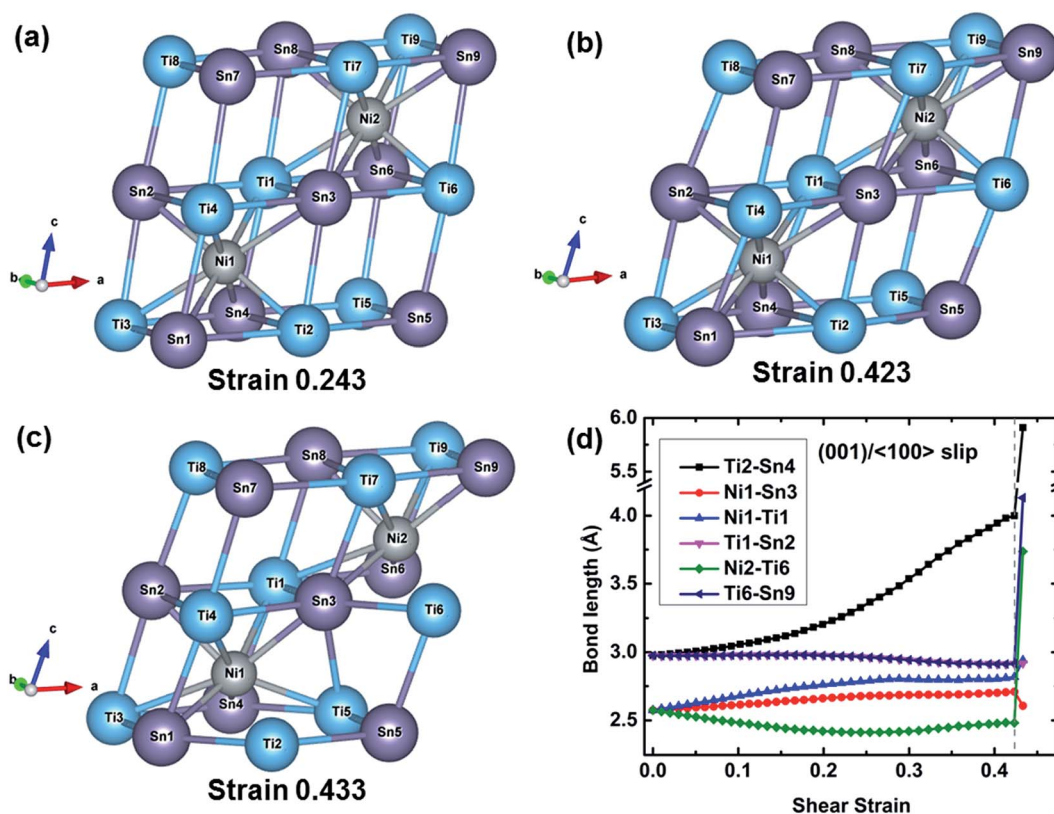 (a)
Ti8
Sn8
Ti9
Sn7
Ti7
Sn9
Ni2
Sn2
Ti1
Sn6
Ti4
Sn3
Ti6
Ni1
Ti3
Sn4
Ti5
Sn1
Ti2
Sn5
c
b
a
Strain 0.243
(b)
Ti8
Sn8
Ti9
Sn7
Ti7
Sn9
Ni2
Sn2
Ti1
Sn6
Ti4
Sn3
Ti6
Ni1
Ti3
Sn4
Ti5
Sn1
Ti2
Sn5
c
b
a
Strain 0.423
(c)
Ti8
Sn8
Ti9
Sn7
Ti7
Sn9
Ni2
Sn2
Ti1
Sn6
Ti4
Sn3
Ti6
Ni1
Ti3
Sn4
Ti5
Sn1
Ti2
Sn5
c
b
a
Strain 0.433
(d)
(001)/<100> slip
Ti2-Sn4
Ni1-Sn3
Ni1-Ti1
Ti1-Sn2
Ni2-Ti6
Ti6-Sn9
Bond length (Å)
6.0
5.5
4.0
3.5
3.0
2.5
0.0 0.1 0.2 0.3 0.4
Shear Strain